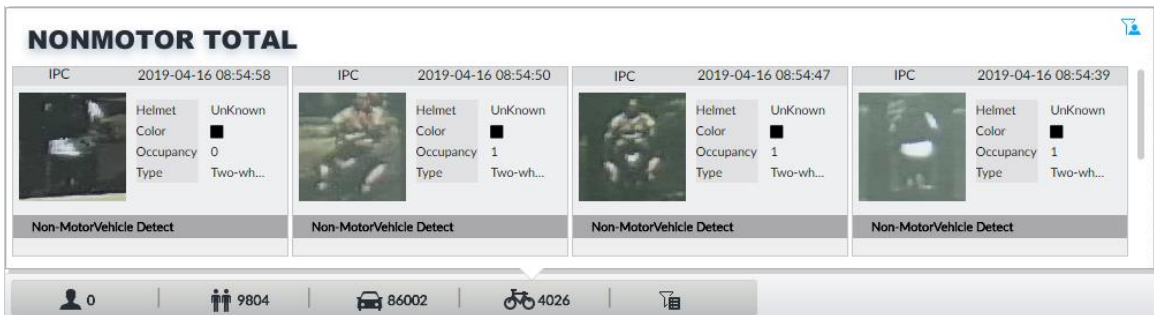 NONMOTOR TOTAL
IPC 2019-04-16 08:54:58
Helmet UnKnown
Color
Occupancy 0
Type Two-wh...
Non-MotorVehicle Detect
IPC 2019-04-16 08:54:50
Helmet UnKnown
Color
Occupancy 1
Type Two-wh...
Non-MotorVehicle Detect
IPC 2019-04-16 08:54:47
Helmet UnKnown
Color
Occupancy 1
Type Two-wh...
Non-MotorVehicle Detect
IPC 2019-04-16 08:54:39
Helmet UnKnown
Color
Occupancy 1
Type Two-wh...
Non-MotorVehicle Detect
0 9804 86002 4026